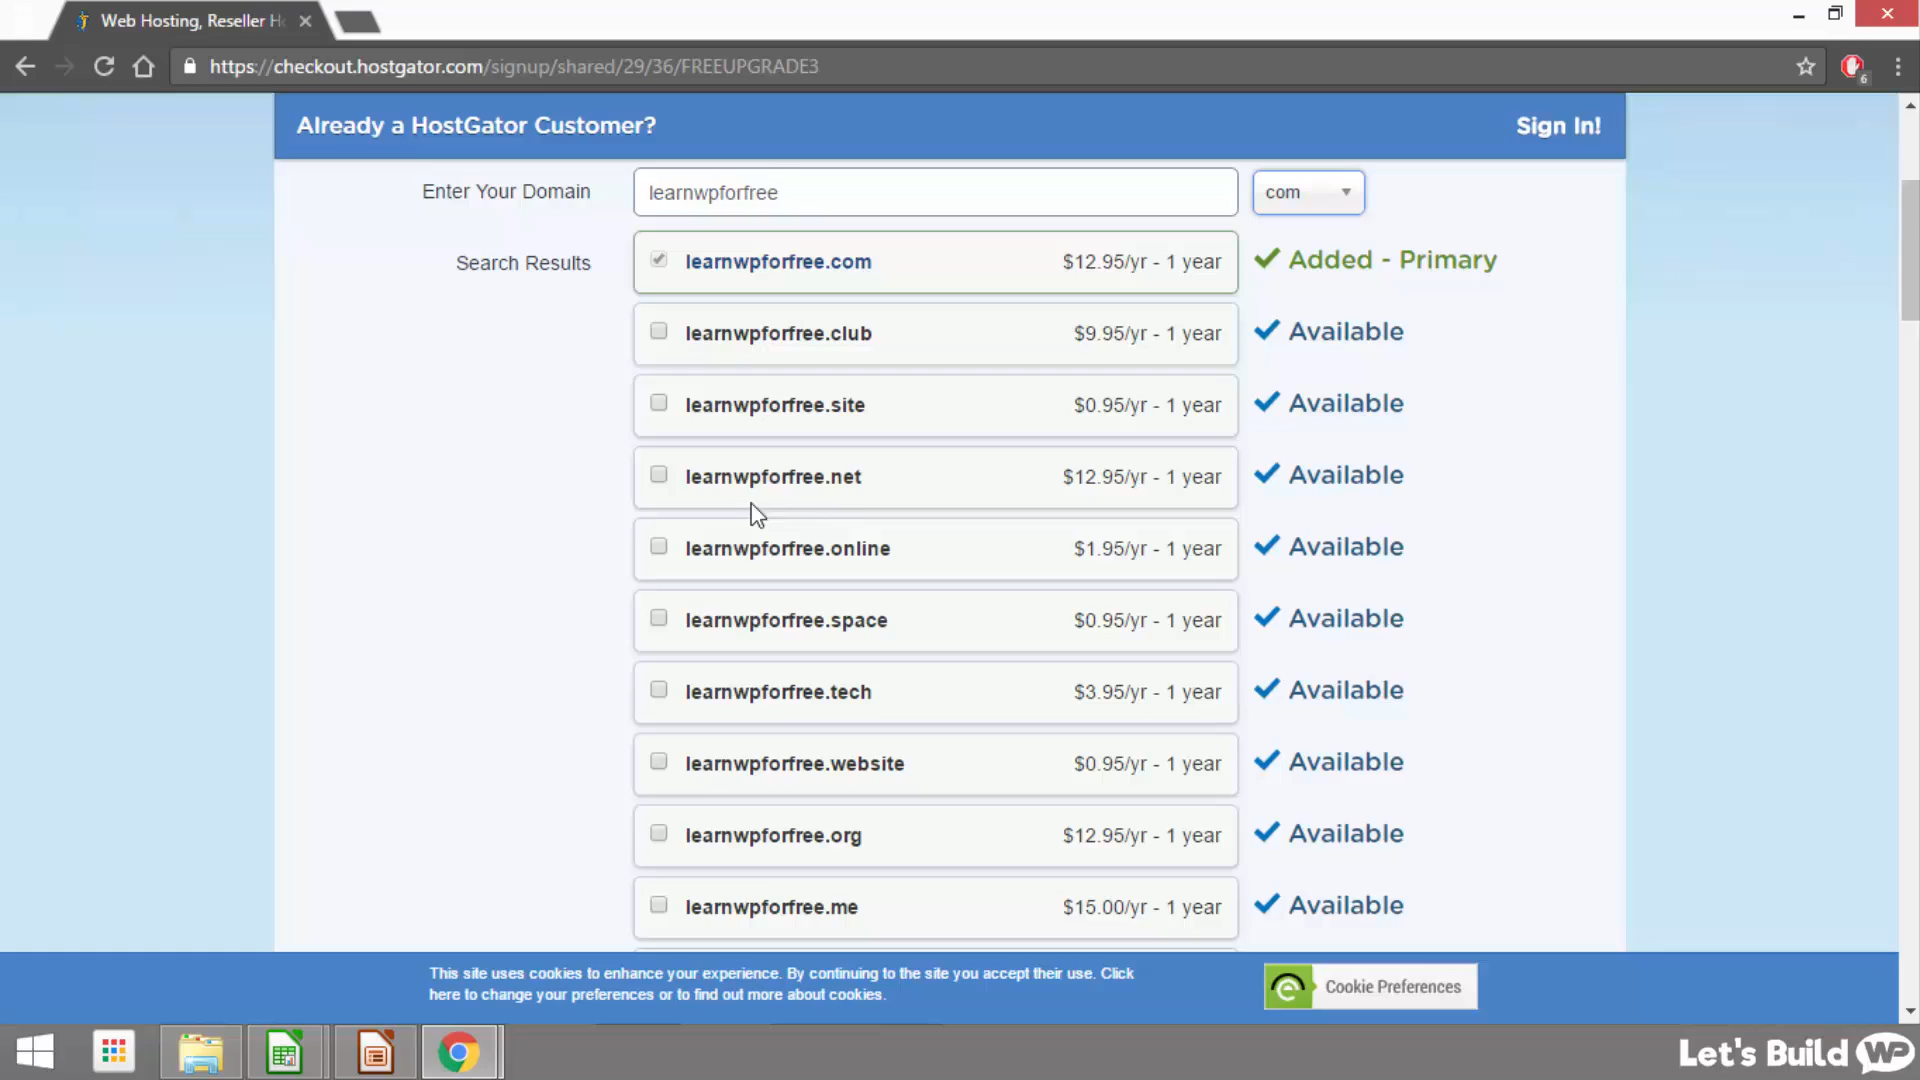 Web Hosting, Reseller H
https://checkout.hostgator.com/signup/shared/29/36/FREEUPGRADE3
6
Already a HostGator Customer?
Sign In!
Enter Your Domain
learnwpforfree
com
Search Results
learnwpforfree.com $12.95/yr - 1 year Added - Primary
learnwpforfree.club $9.95/yr - 1 year Available
learnwpforfree.site $0.95/yr - 1 year Available
learnwpforfree.net $12.95/yr - 1 year Available
learnwpforfree.online $1.95/yr - 1 year Available
learnwpforfree.space $0.95/yr - 1 year Available
learnwpforfree.tech $3.95/yr - 1 year Available
learnwpforfree.website $0.95/yr - 1 year Available
learnwpforfree.org $12.95/yr - 1 year Available
learnwpforfree.me $15.00/yr - 1 year Available
This site uses cookies to enhance your experience. By continuing to the site you accept their use. Click
here to change your preferences or to find out more about cookies.
Cookie Preferences
Let's Build WP